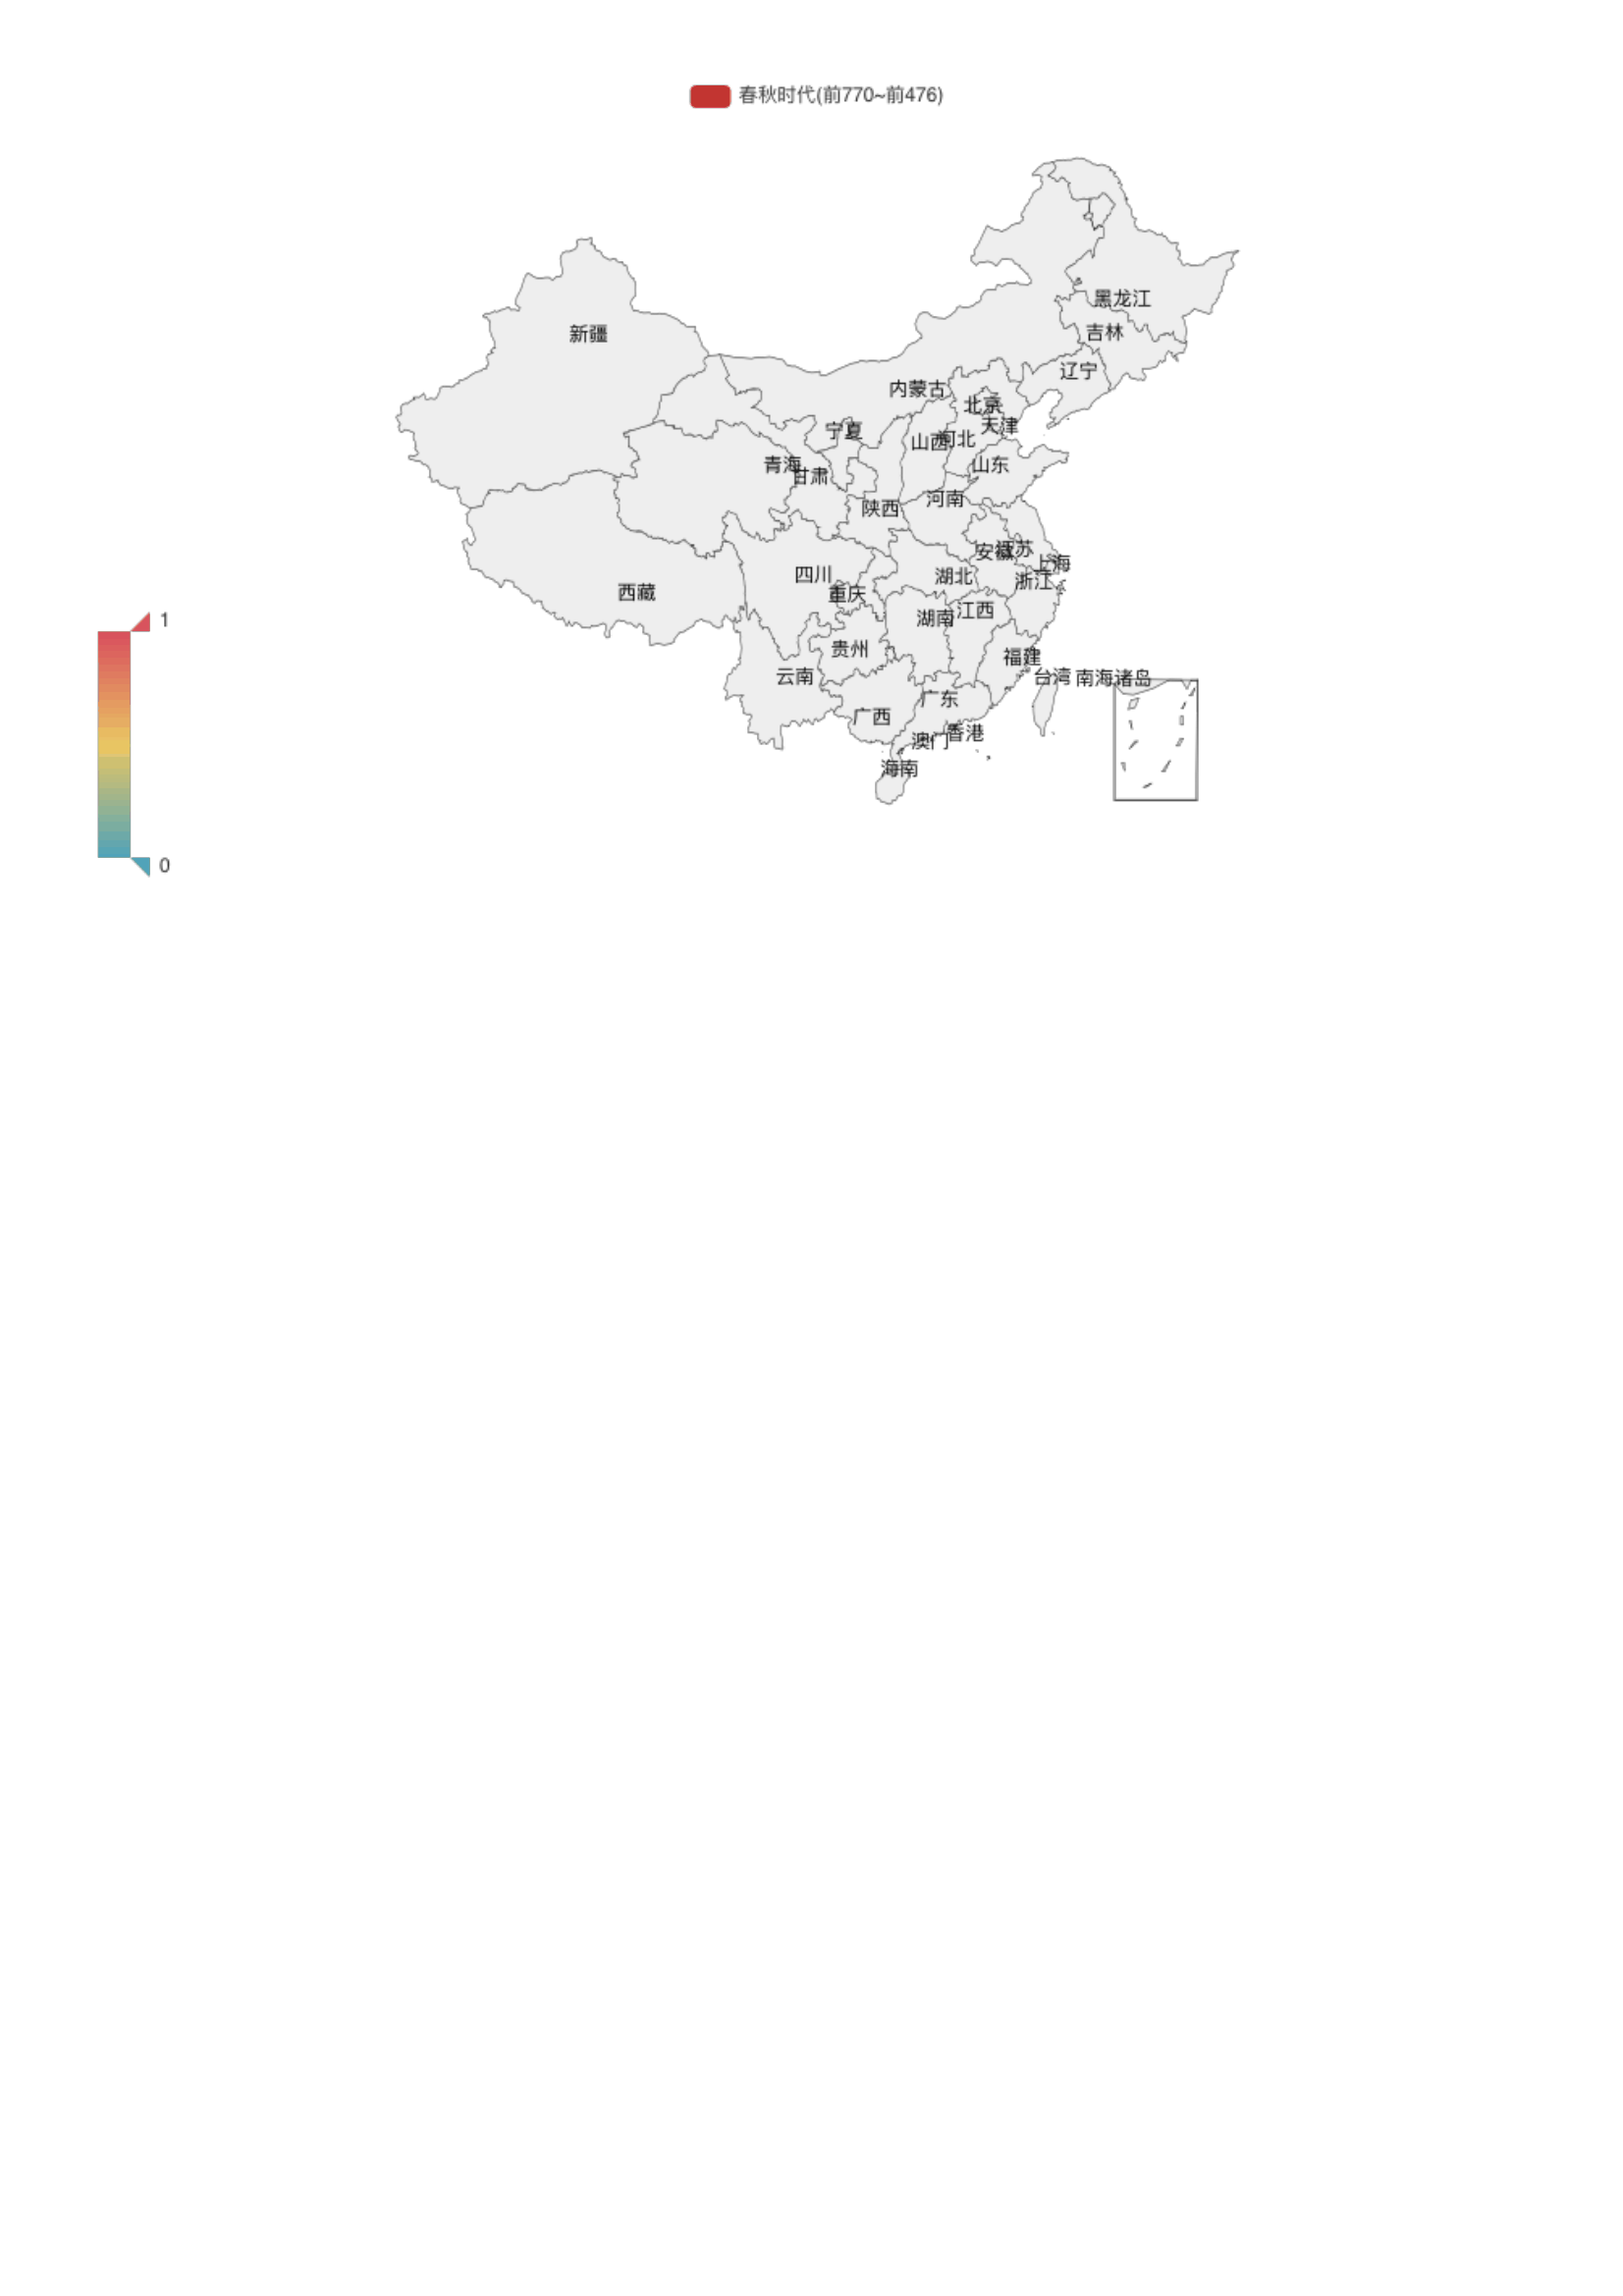 春秋时代(前770~前476)
黑龙江
吉林
新疆
辽宁
内蒙古
北京
天津
宁夏
山西
河北
青海
甘肃
山东
河南
陕西
安徽
江苏
上海
四川
湖北
浙江
重庆
西藏
湖南
江西
贵州
福建
云南
台湾
南海诸岛
广东
广西
澳门
香港
海南
1
0